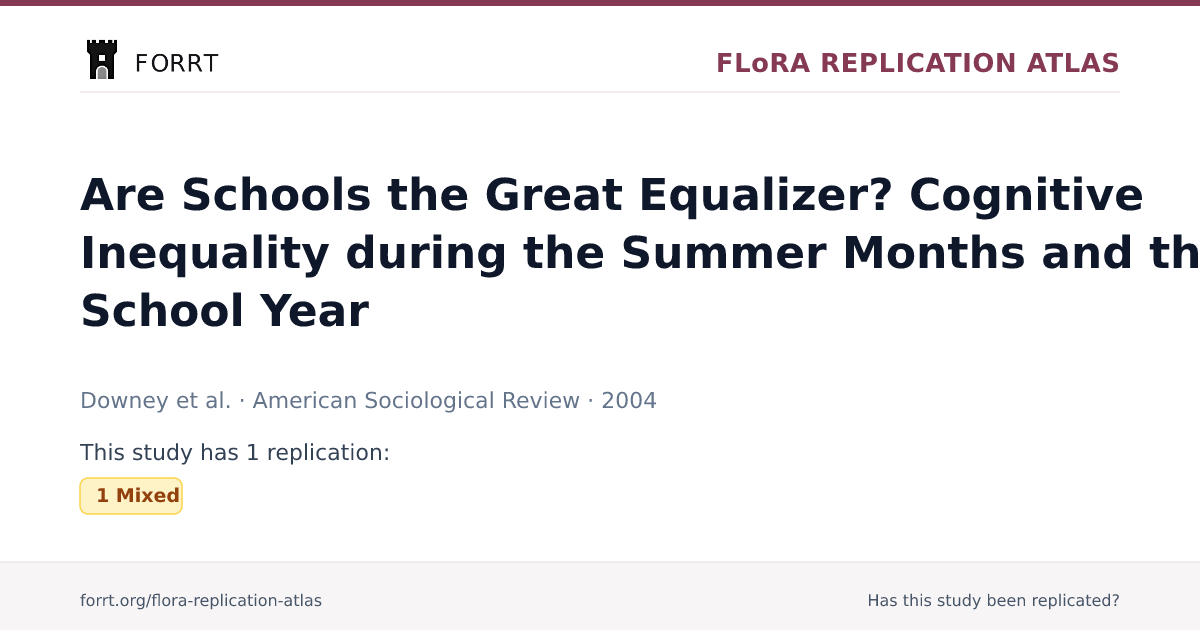 FORRT
FLoRA REPLICATION ATLAS
Are Schools the Great Equalizer? Cognitive
Inequality during the Summer Months and th
School Year
Downey et al. · American Sociological Review · 2004
This study has 1 replication:
1 Mixed
forrt.org/flora-replication-atlas
Has this study been replicated?